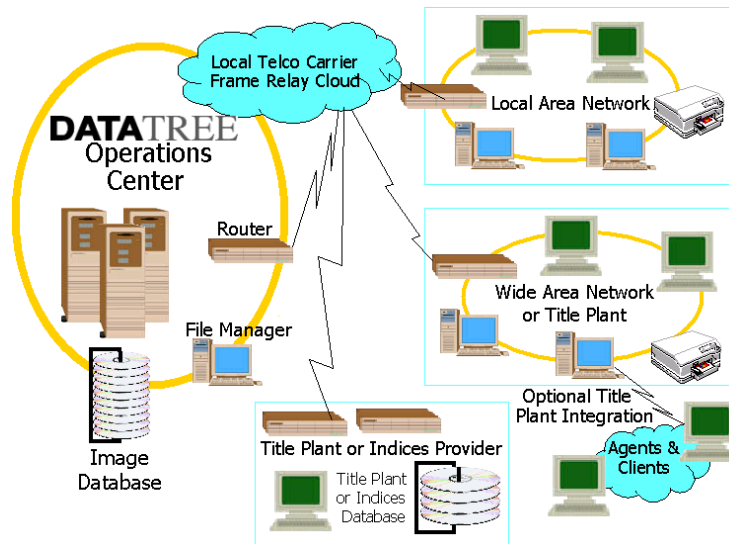 Local Telco Carrier
Frame Relay Cloud
DATATREE
Operations
Center
Router
File Manager
Image
Database
Local Area Network
Wide Area Network
or Title Plant
Optional Title
Plant Integration
Agents &
Clients
Title Plant or Indices Provider
Title Plant
or Indices
Database